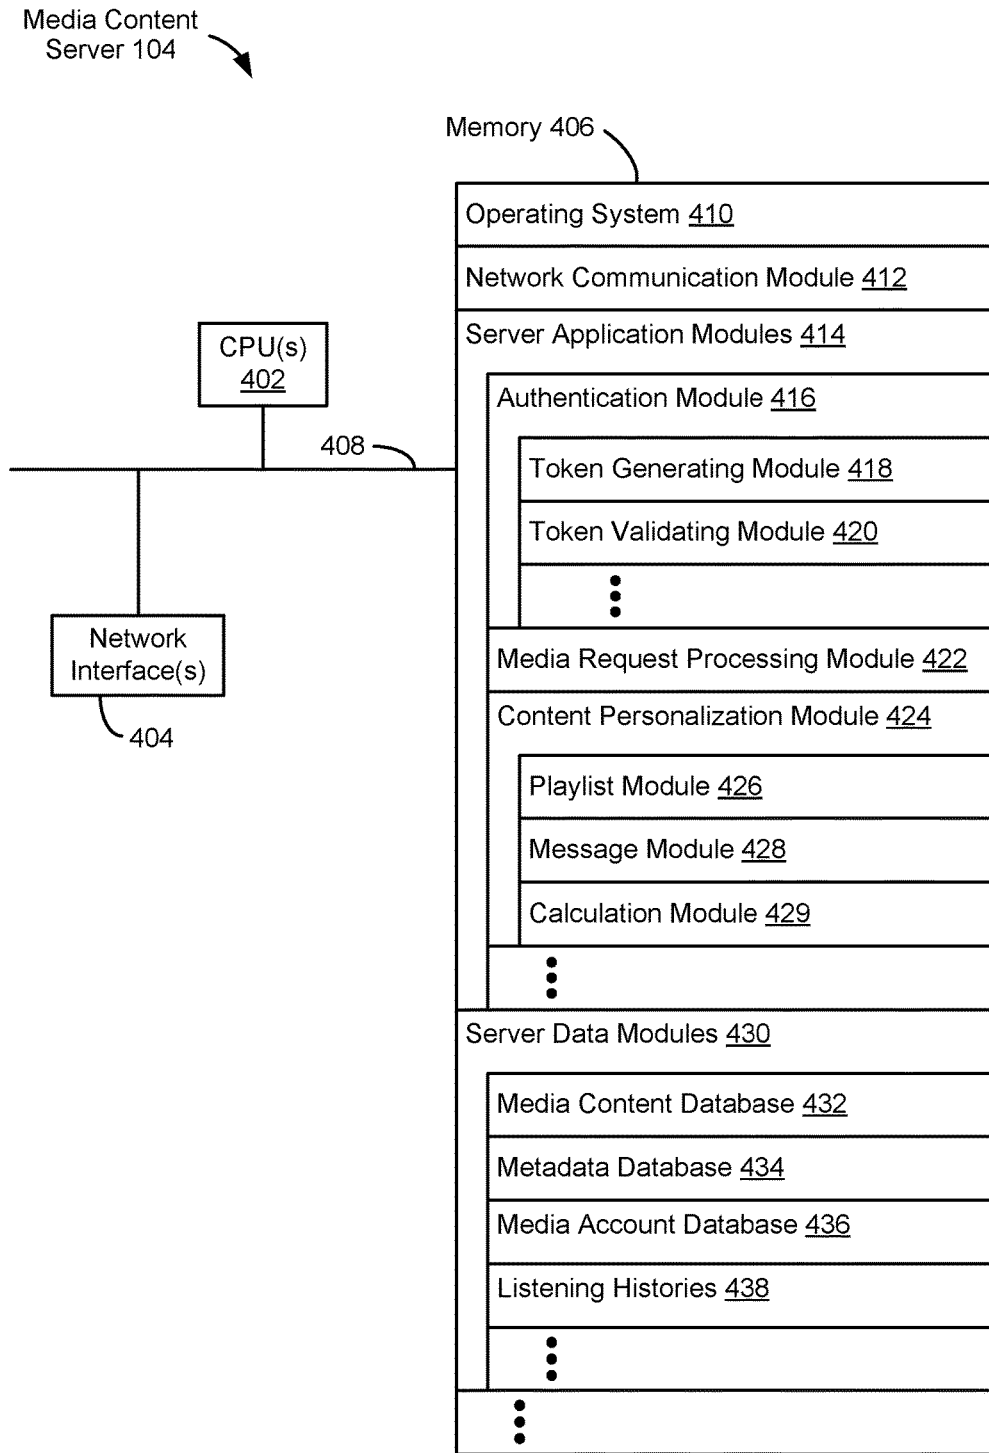 Media Content
Server 104
Memory 406
Operating System 410
Network Communication Module 412
Server Application Modules 414
CPU(s)
402
Authentication Module 416
408
Token Generating Module 418
Token Validating Module 420
Network
Interface(s)
404
Media Request Processing Module 422
Content Personalization Module 424
Playlist Module 426
Message Module 428
Calculation Module 429
Server Data Modules 430
Media Content Database 432
Metadata Database 434
Media Account Database 436
Listening Histories 438